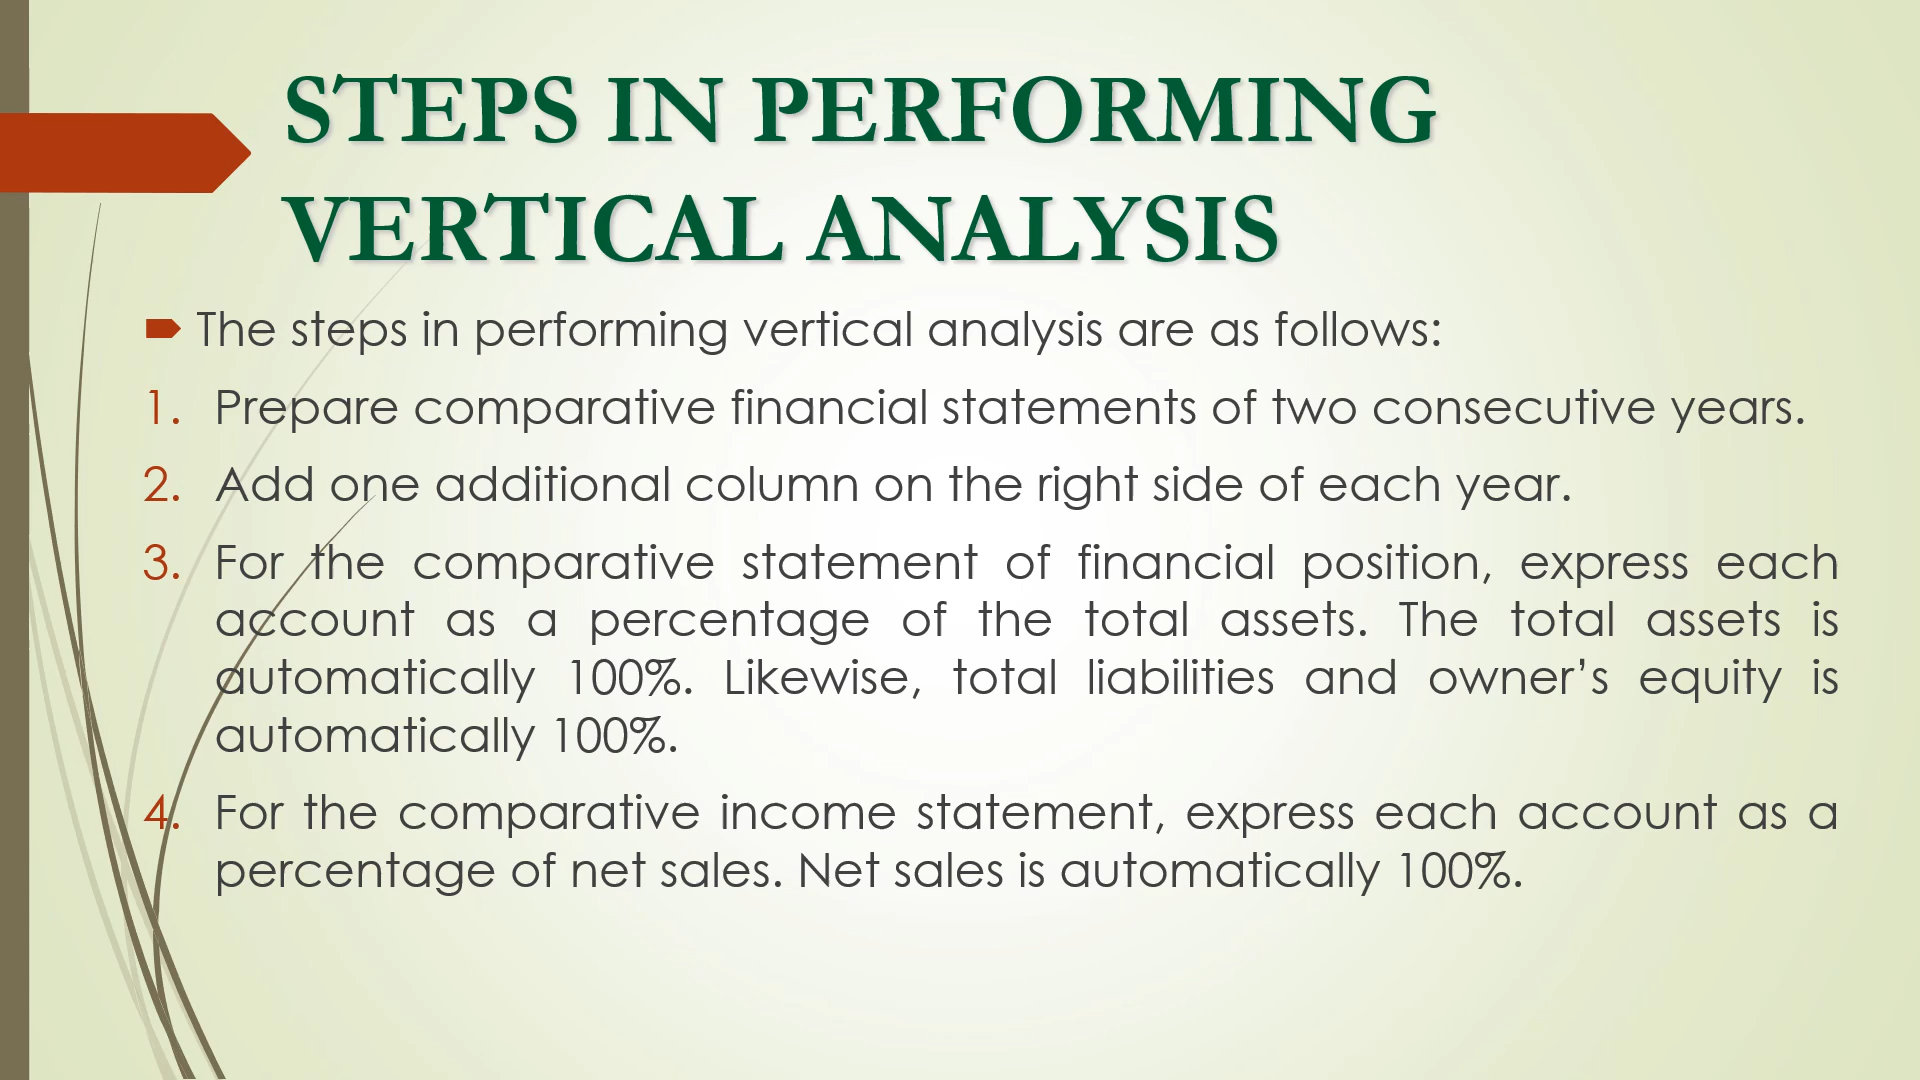 STEPS IN PERFORMING
VERTICAL ANALYSIS
The steps in performing vertical analysis are as follows:
1. Prepare comparative financial statements of two consecutive years.
2. Add one additional column on the right side of each year.
3. For the comparative statement of financial position, express each
account as a percentage of the total assets. The total assets is
automatically 100%. Likewise, total liabilities and owner’s equity is
automatically 100%.
4. For the comparative income statement, express each account as a
percentage of net sales. Net sales is automatically 100%.